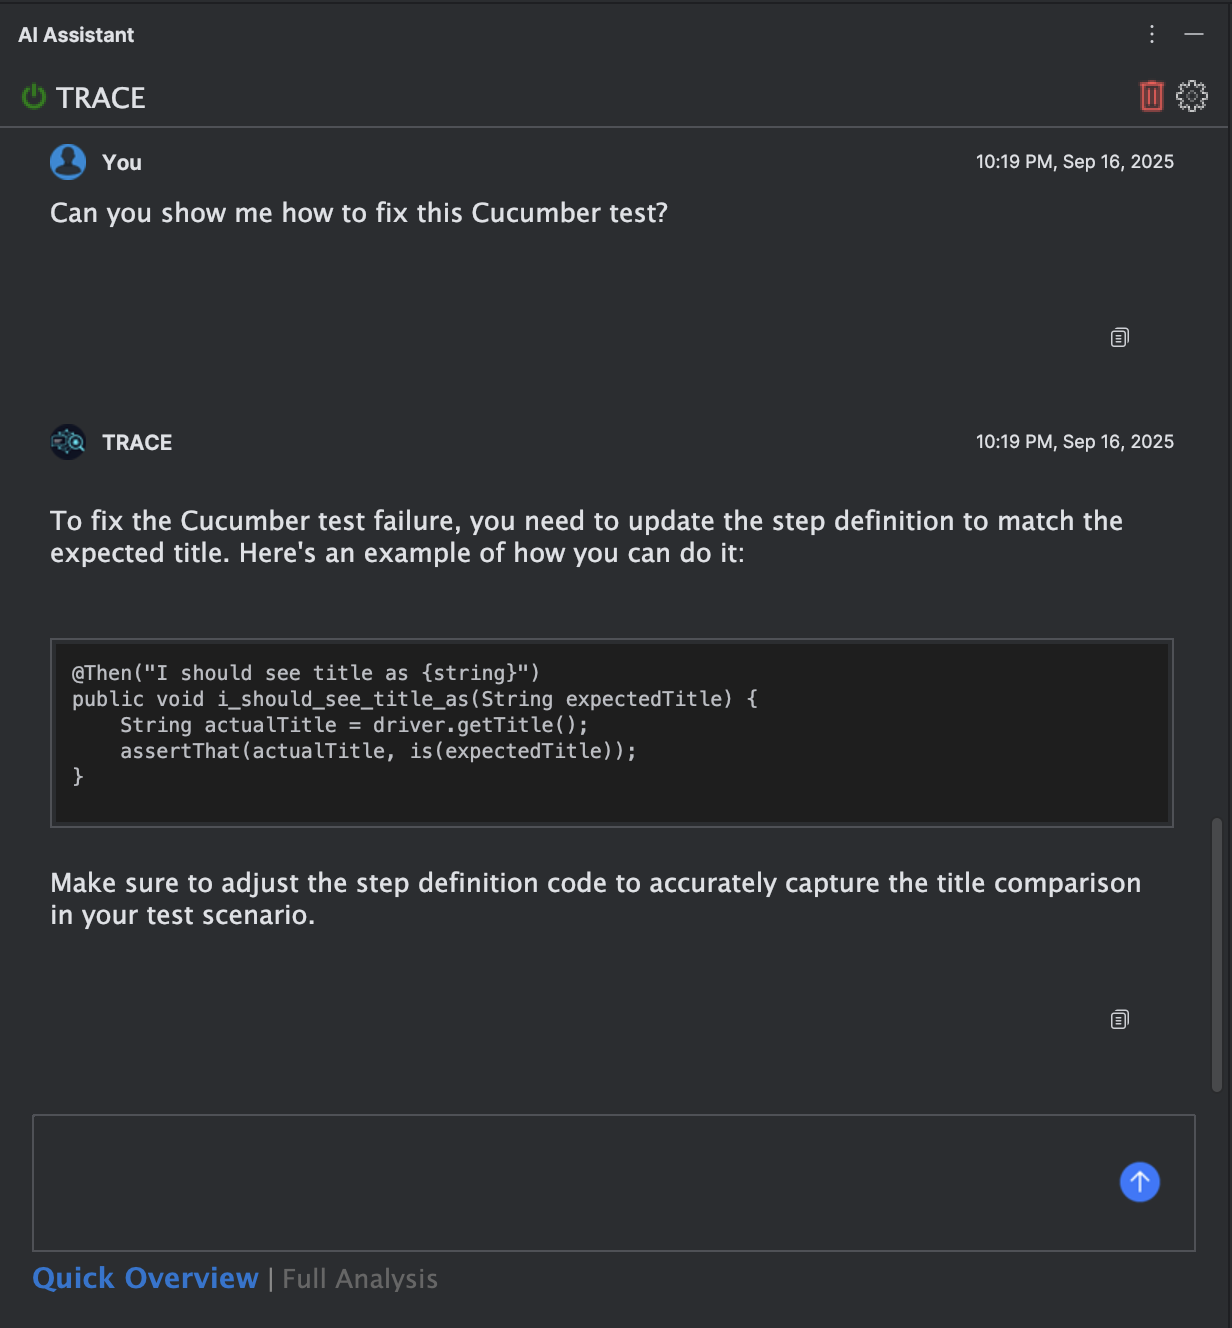 AI Assistant
TRACE
You
10:19 PM, Sep 16, 2025
Can you show me how to fix this Cucumber test?
TRACE
10:19 PM, Sep 16, 2025
To fix the Cucumber test failure, you need to update the step definition to match the
expected title. Here's an example of how you can do it:
@Then("I should see title as {string}")
public void i_should_see_title_as(String expectedTitle) {
    String actualTitle = driver.getTitle();
    assertThat(actualTitle, is(expectedTitle));
}
Make sure to adjust the step definition code to accurately capture the title comparison
in your test scenario.
Quick Overview | Full Analysis